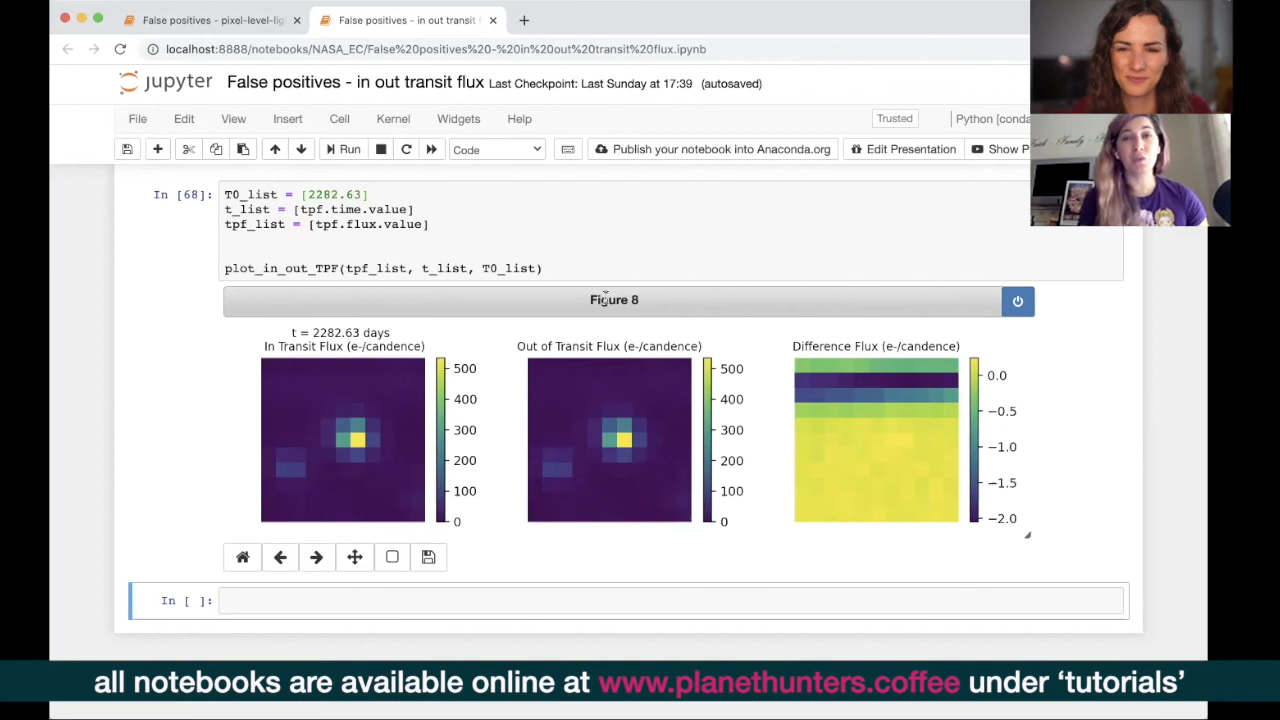 False positives - pixel-level-lig
False positives - in out transit f
localhost:8888/notebooks/NASA_EC/False%20positives%20-%20in%20out%20transit%20flux.ipynb
jupyter False positives - in out transit flux Last Checkpoint: Last Sunday at 17:39 (autosaved)
File Edit View Insert Cell Kernel Widgets Help Trusted Python [conda
Run Code Publish your notebook into Anaconda.org Edit Presentation Show P
In [68]: T0_list = [2282.63]
t_list = [tpf.time.value]
tpf_list = [tpf.flux.value]
plot_in_out_TPF(tpf_list, t_list, T0_list)
Figure 8
t = 2282.63 days
In Transit Flux (e-/candence) Out of Transit Flux (e-/candence) Difference Flux (e-/candence)
500
400
300
200
100
0
500
400
300
200
100
0
0.0
−0.5
−1.0
−1.5
−2.0
In [ ]:
all notebooks are available online at www.planethunters.coffee under ‘tutorials’